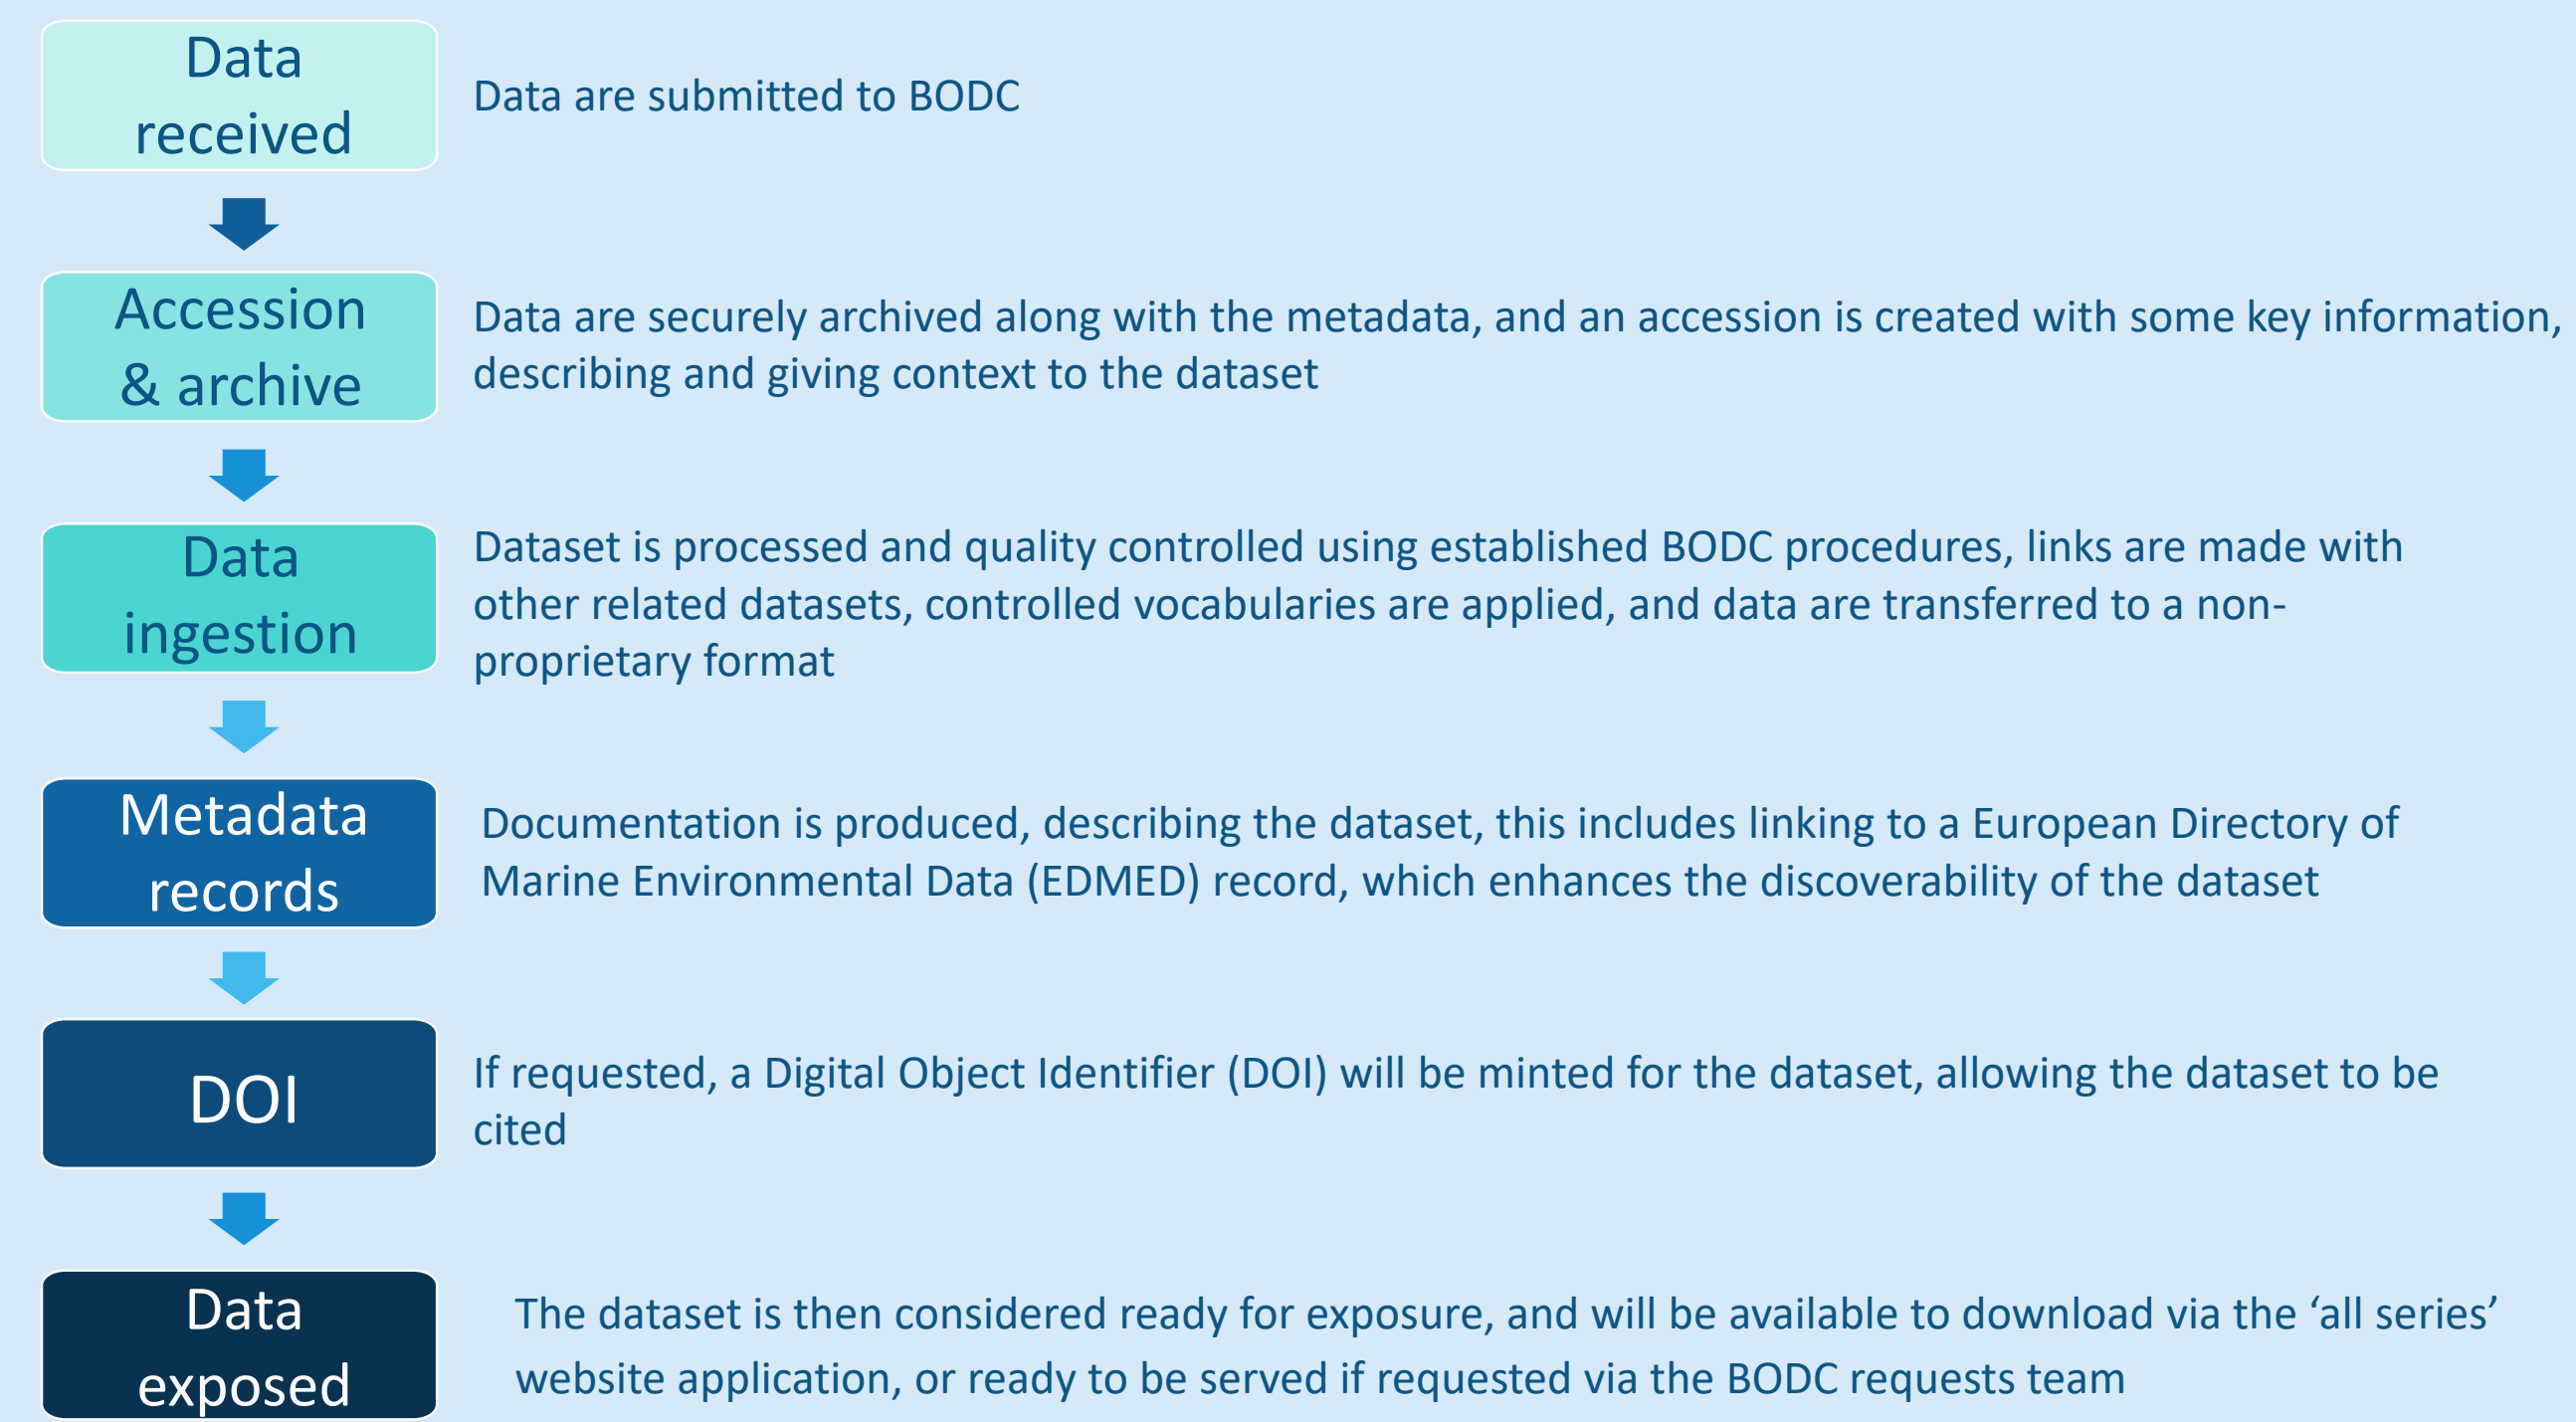 Data
received
Data are submitted to BODC
Accession
& archive
Data are securely archived along with the metadata, and an accession is created with some key information,
describing and giving context to the dataset
Data
ingestion
Dataset is processed and quality controlled using established BODC procedures, links are made with
other related datasets, controlled vocabularies are applied, and data are transferred to a non-
proprietary format
Metadata
records
Documentation is produced, describing the dataset, this includes linking to a European Directory of
Marine Environmental Data (EDMED) record, which enhances the discoverability of the dataset
DOI
If requested, a Digital Object Identifier (DOI) will be minted for the dataset, allowing the dataset to be
cited
Data
exposed
The dataset is then considered ready for exposure, and will be available to download via the ‘all series’
website application, or ready to be served if requested via the BODC requests team